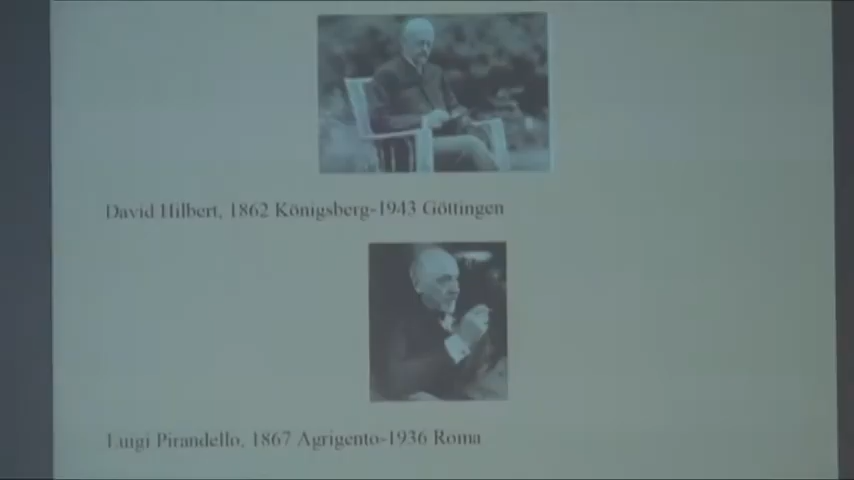 David Hilbert, 1862 Königsberg-1943 Göttingen
Luigi Pirandello, 1867 Agrigento-1936 Roma